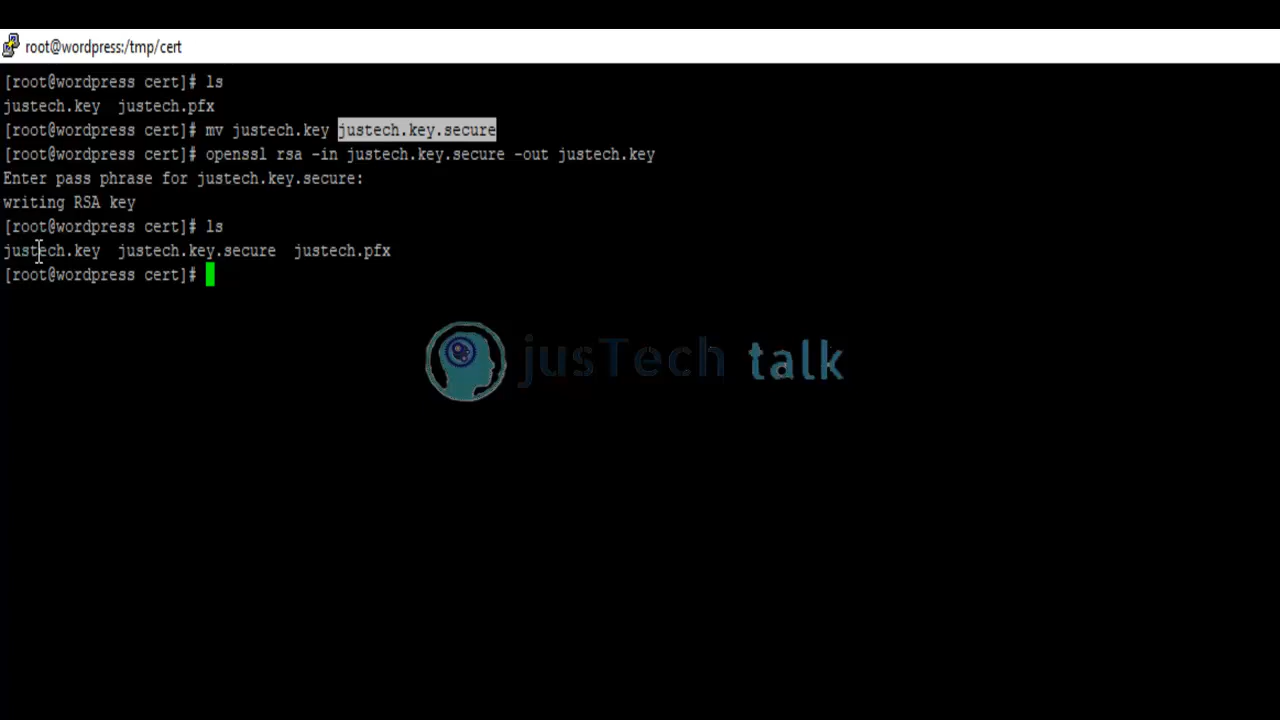 root@wordpress:/tmp/cert
[root@wordpress cert]# ls
justech.key  justech.pfx
[root@wordpress cert]# mv justech.key justech.key.secure
[root@wordpress cert]# openssl rsa -in justech.key.secure -out justech.key
Enter pass phrase for justech.key.secure:
writing RSA key
[root@wordpress cert]# ls
justech.key  justech.key.secure  justech.pfx
[root@wordpress cert]#
jusTech talk